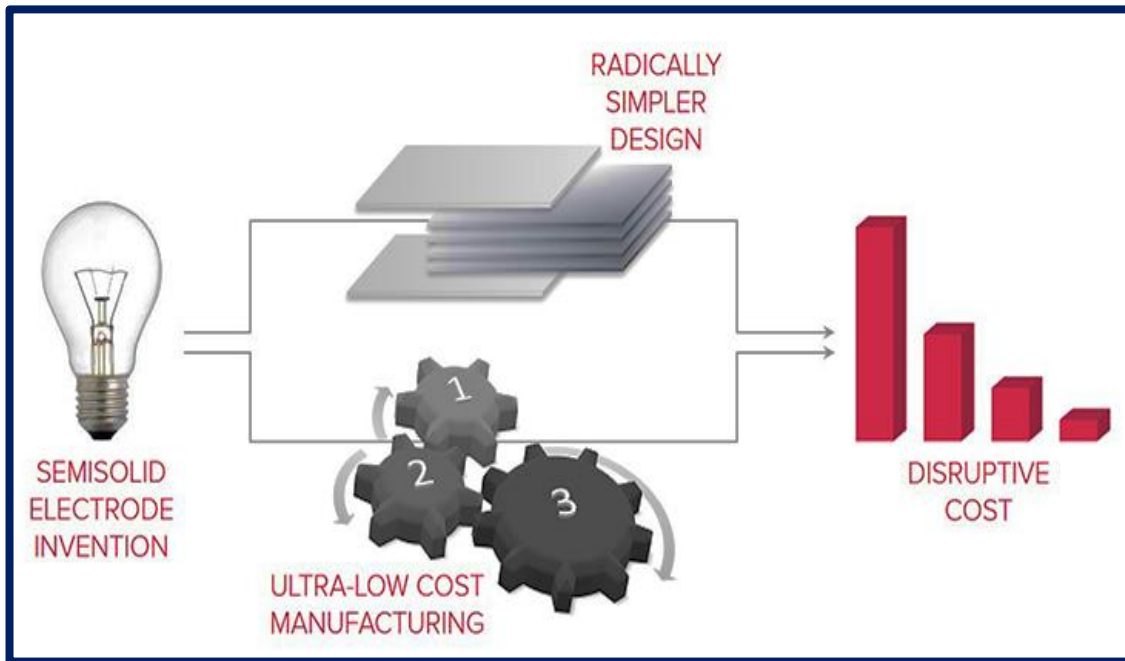 RADICALLY
SIMPLER
DESIGN
SEMISOLID
ELECTRODE
INVENTION
1
2
3
ULTRA-LOW COST
MANUFACTURING
DISRUPTIVE
COST